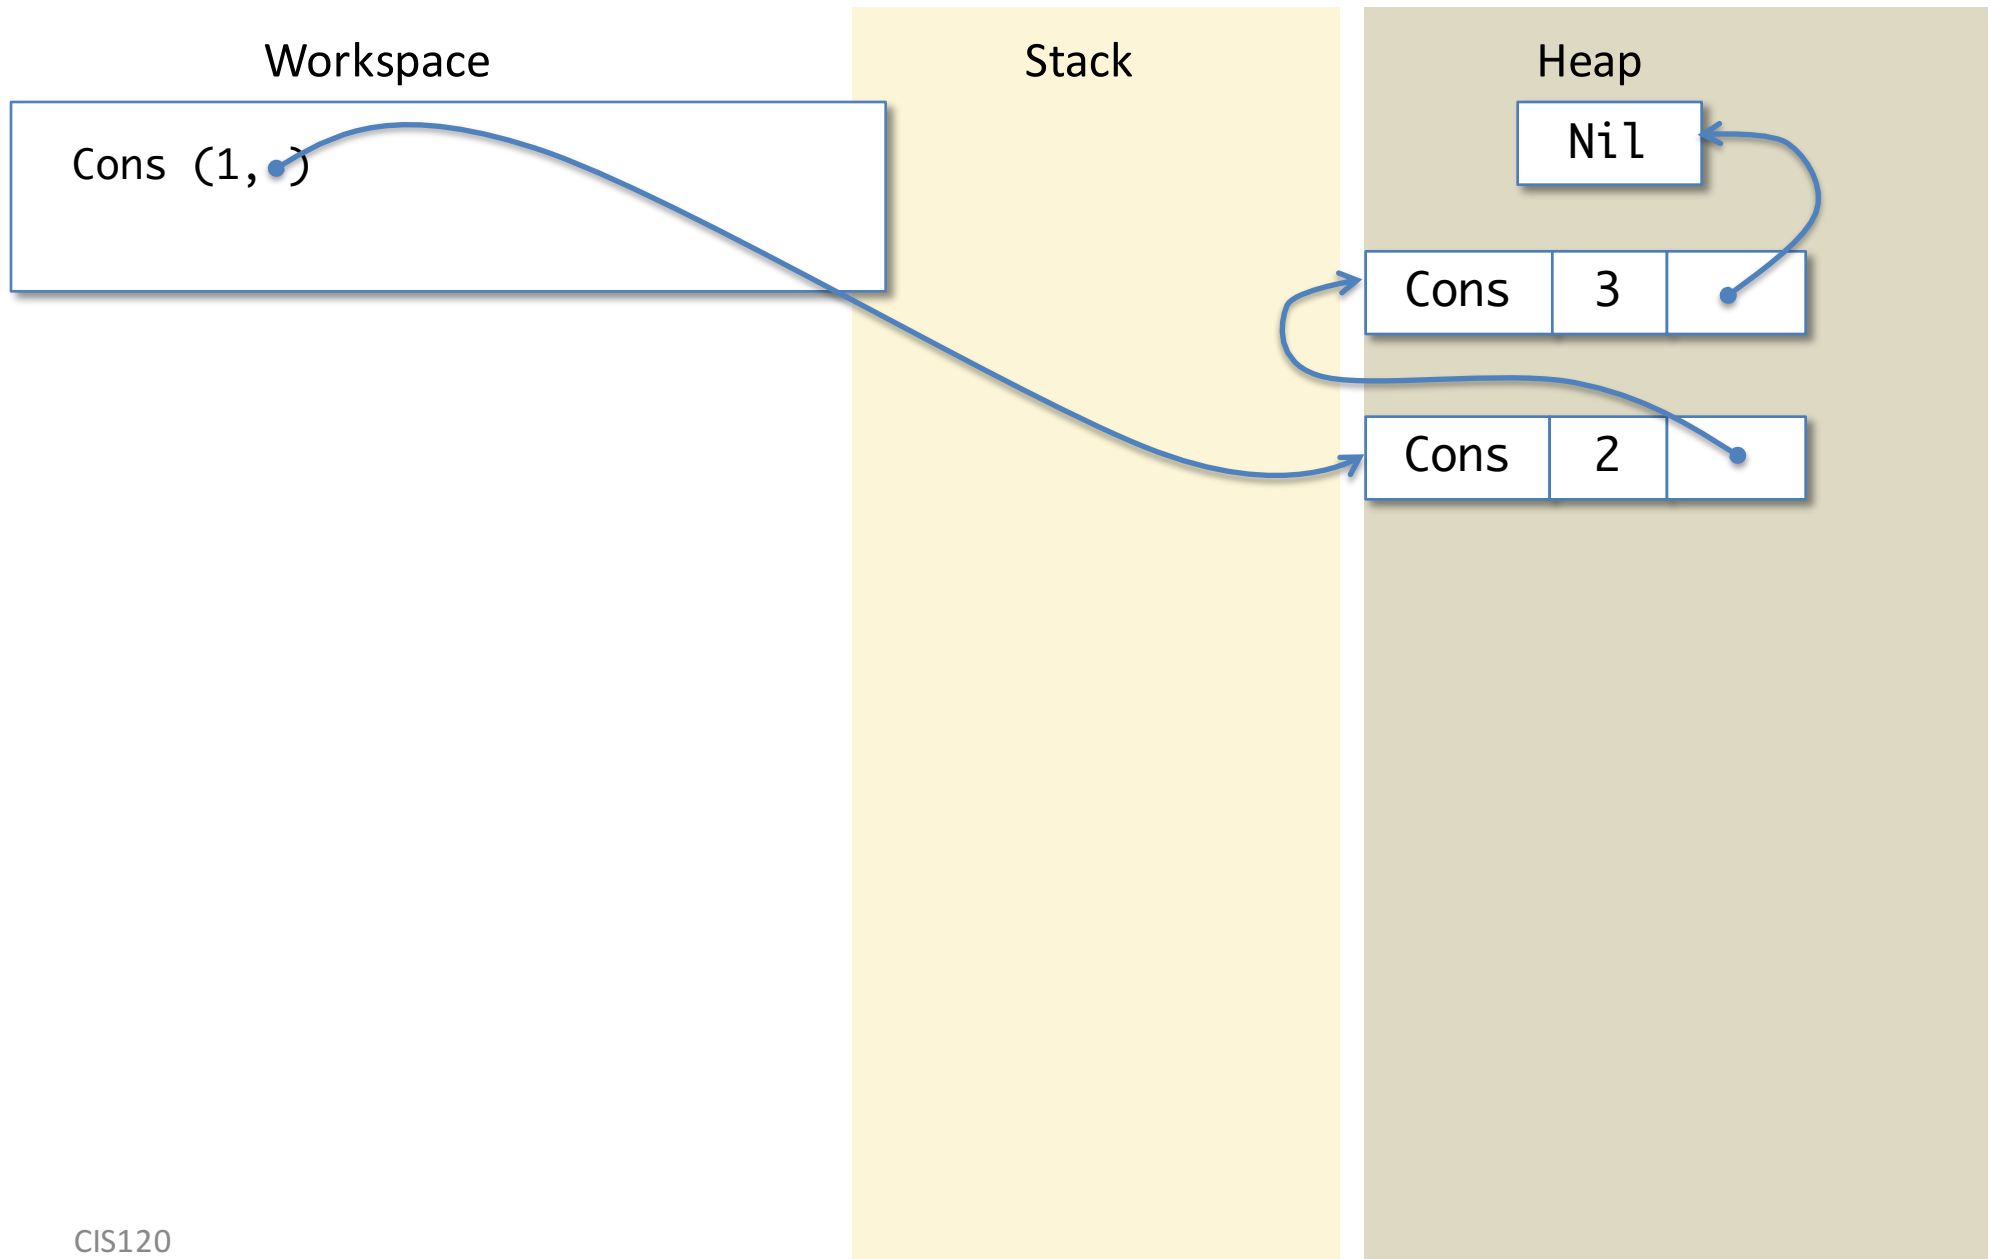 Workspace
Stack
Heap
Cons (1, )
Nil
Cons 3
Cons 2
CIS120